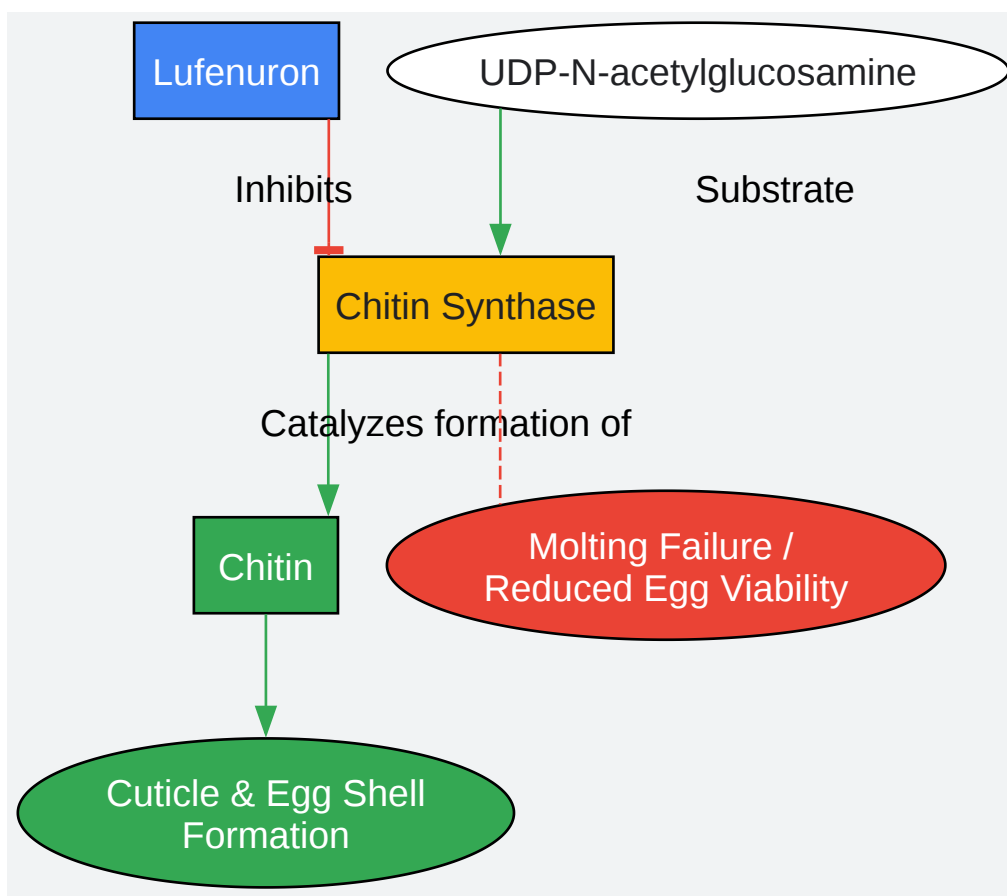 Lufenuron
UDP-N-acetylglucosamine
Inhibits
Substrate
Chitin Synthase
Catalyzes formation of
Chitin
Molting Failure /
Reduced Egg Viability
Cuticle & Egg Shell
Formation